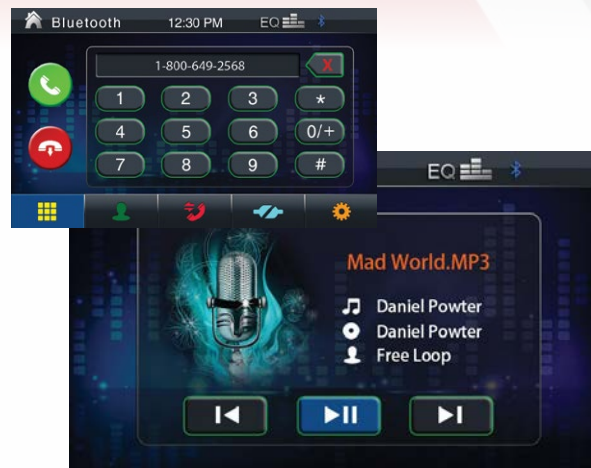 Bluetooth 12:30 PM EQ
1-800-649-2568 X
1 2 3 *
4 5 6 0/+
7 8 9 #
EQ
Mad World.MP3
Daniel Powter
Daniel Powter
Free Loop